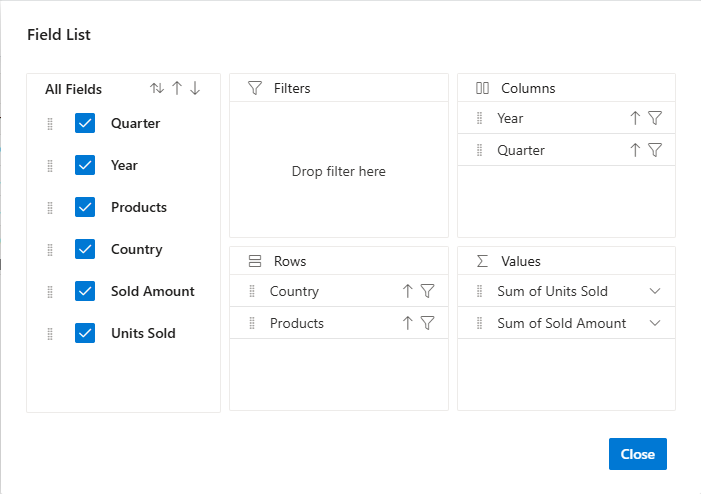 Field List
All Fields
Quarter
Year
Products
Country
Sold Amount
Units Sold
Filters
Drop filter here
Columns
Year
Quarter
Rows
Country
Products
Values
Sum of Units Sold
Sum of Sold Amount
Close